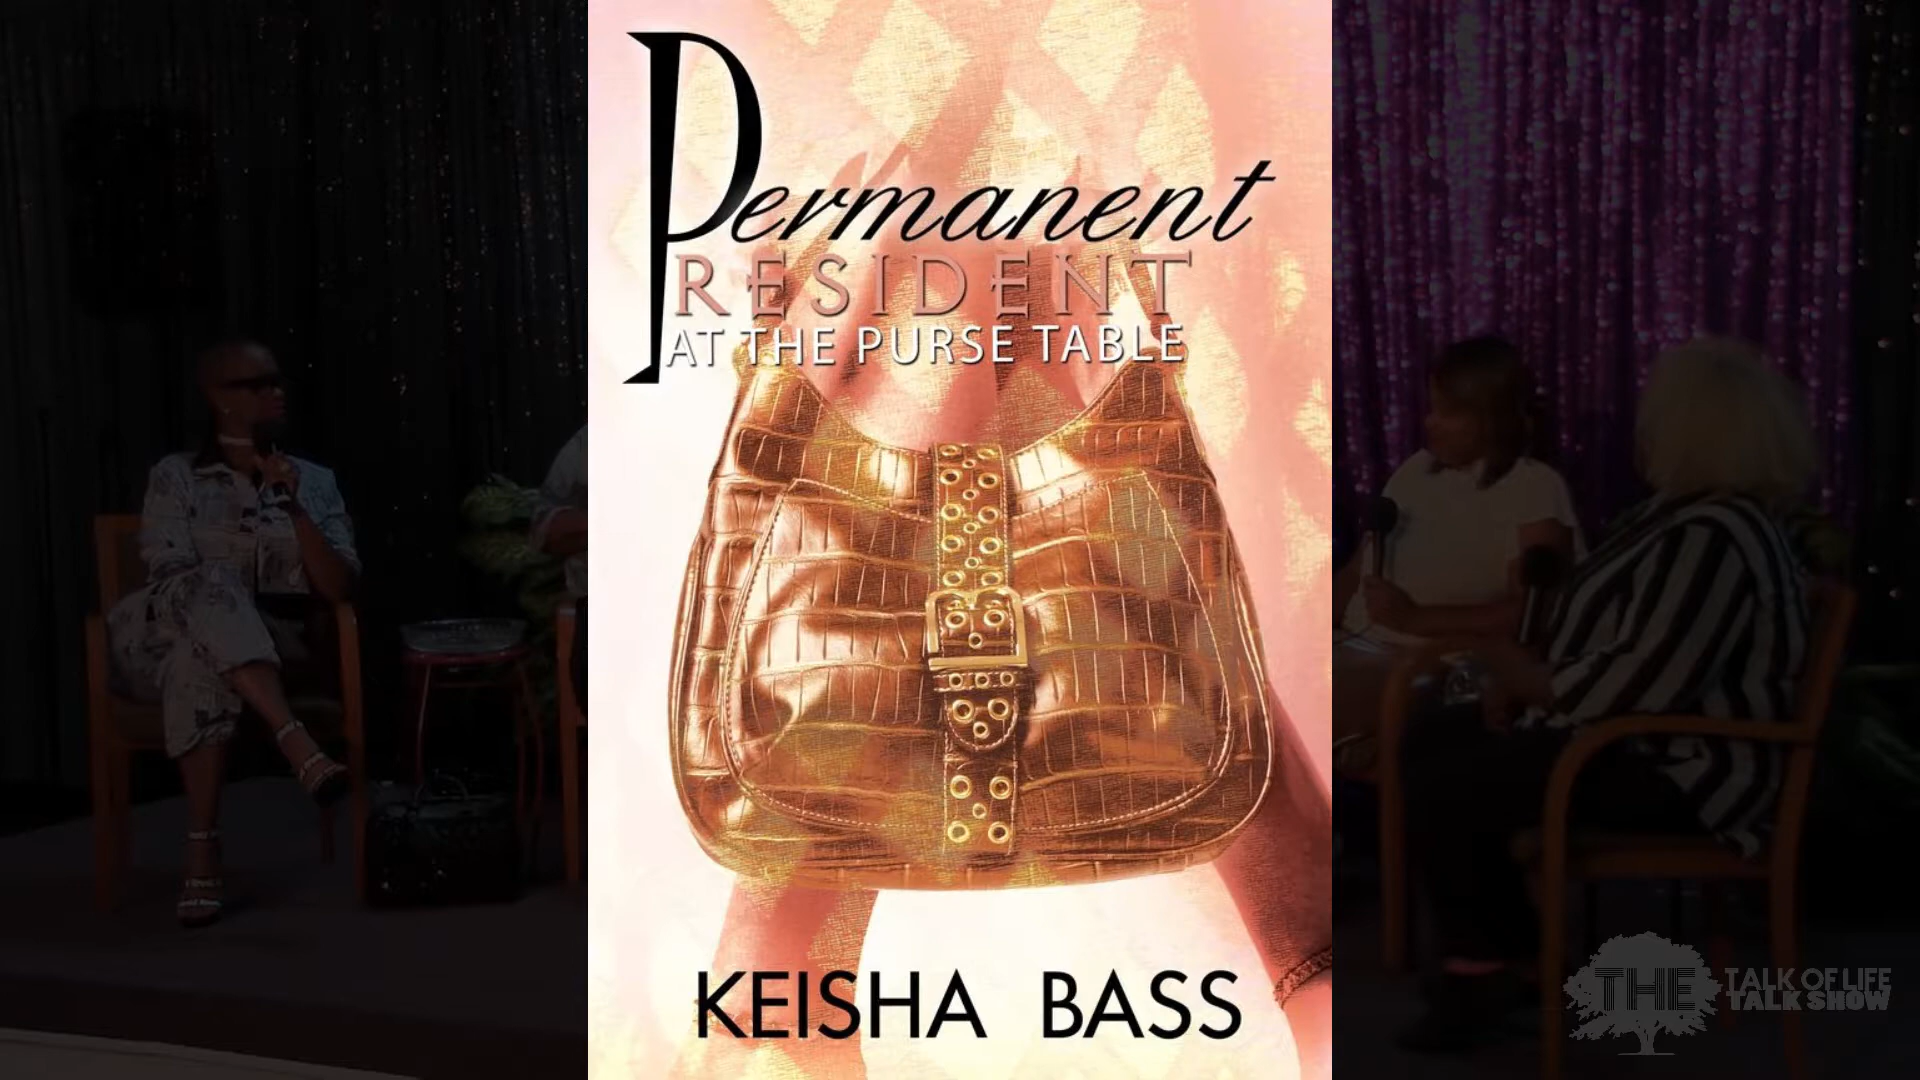 Permanent
RESIDENT
AT THE PURSE TABLE
KEISHA BASS
THE
TALK OF LIFE
TALK SHOW